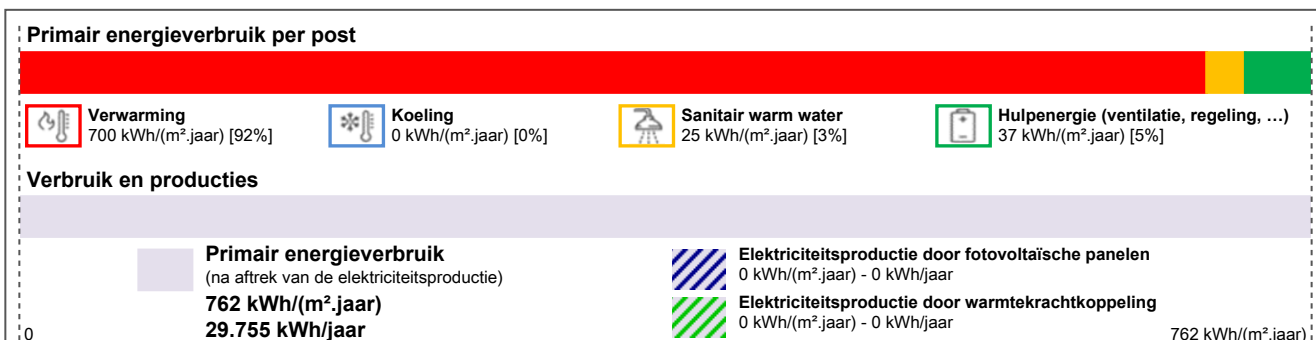 Primair energieverbruik per post
Verwarming
700 kWh/(m².jaar) [92%]
Koeling
0 kWh/(m².jaar) [0%]
Sanitair warm water
25 kWh/(m².jaar) [3%]
Hulpenergie (ventilatie, regeling, …)
37 kWh/(m².jaar) [5%]
Verbruik en producties
Primair energieverbruik
(na aftrek van de elektriciteitsproductie)
762 kWh/(m².jaar)
29.755 kWh/jaar
Elektriciteitsproductie door fotovoltaïsche panelen
0 kWh/(m².jaar) - 0 kWh/jaar
Elektriciteitsproductie door warmtekrachtkoppeling
0 kWh/(m².jaar) - 0 kWh/jaar
0
762 kWh/(m².jaar)